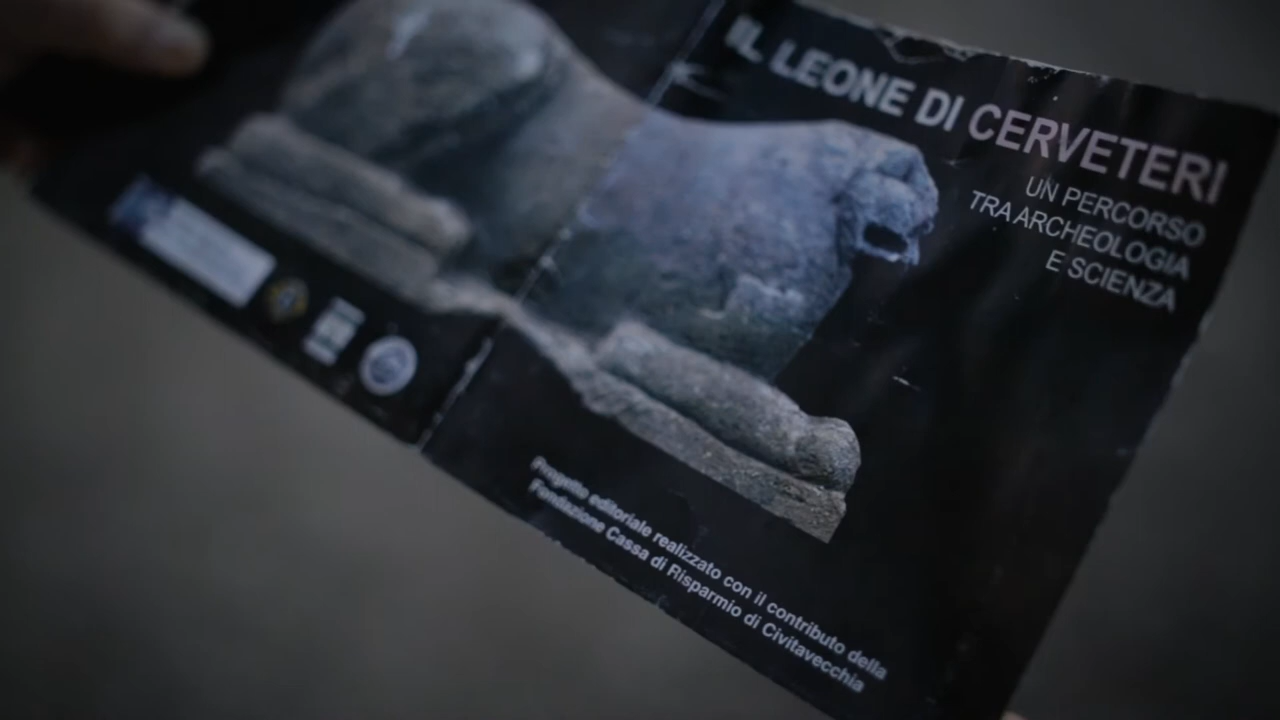 IL LEONE DI CERVETERI
UN PERCORSO
TRA ARCHEOLOGIA
E SCIENZA
Progetto editoriale realizzato con il contributo della
Fondazione Cassa di Risparmio di Civitavecchia